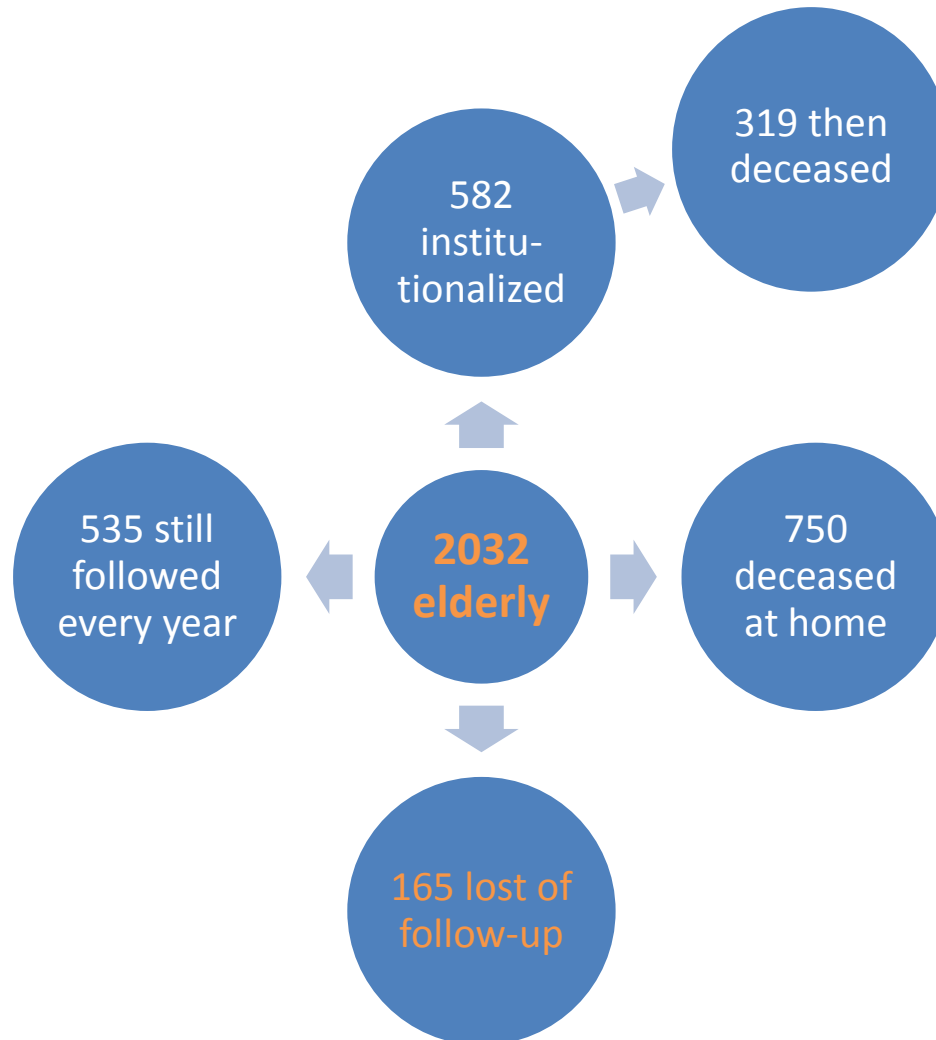 319 then
deceased
582
institu-
tionalized
535 still
followed
every year
2032
elderly
750
deceased
at home
165 lost of
follow-up